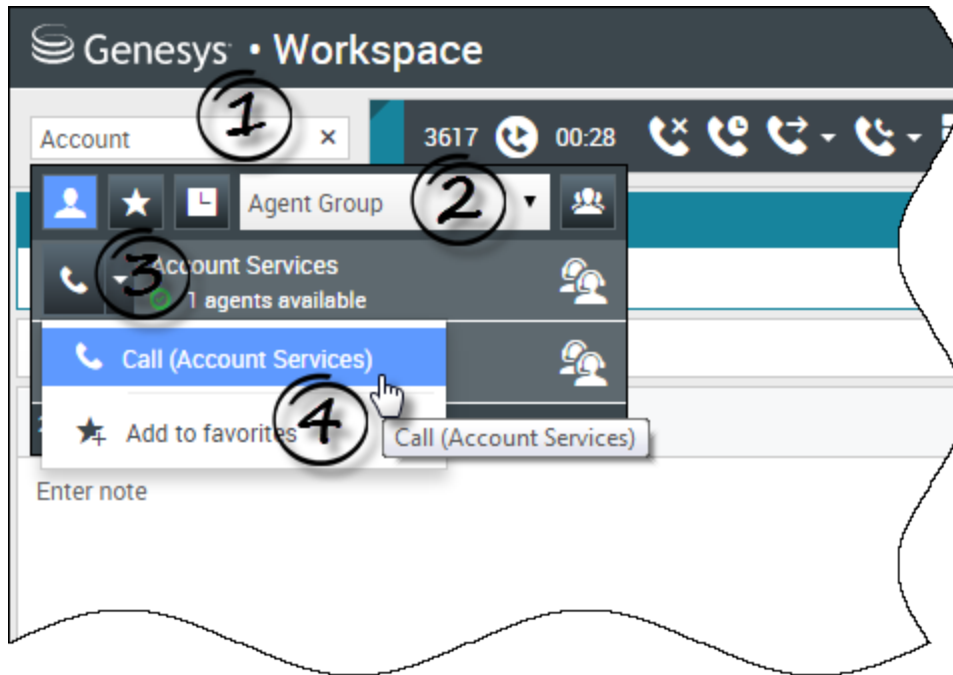 Genesys • Workspace
1
Account ×
3617 00:28
Agent Group 2
3
Account Services
1 agents available
Call (Account Services)
Add to favorites 4
Call (Account Services)
Enter note